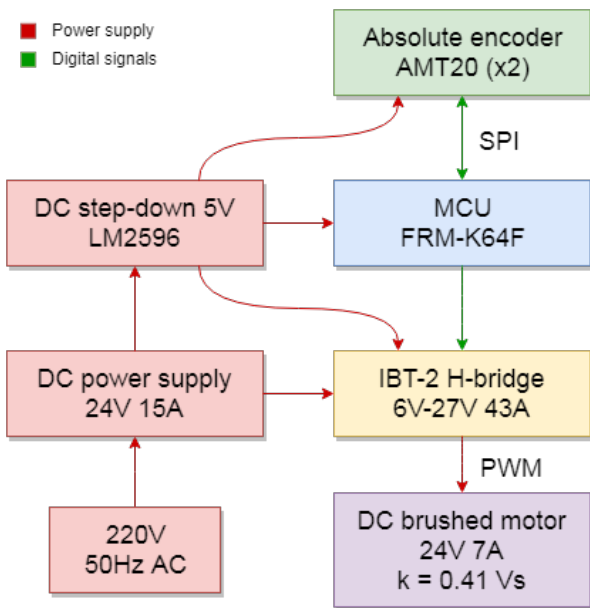 Power supply
Digital signals
Absolute encoder
AMT20 (x2)
SPI
DC step-down 5V
LM2596
MCU
FRM-K64F
DC power supply
24V 15A
IBT-2 H-bridge
6V-27V 43A
PWM
220V
50Hz AC
DC brushed motor
24V 7A
k = 0.41 Vs